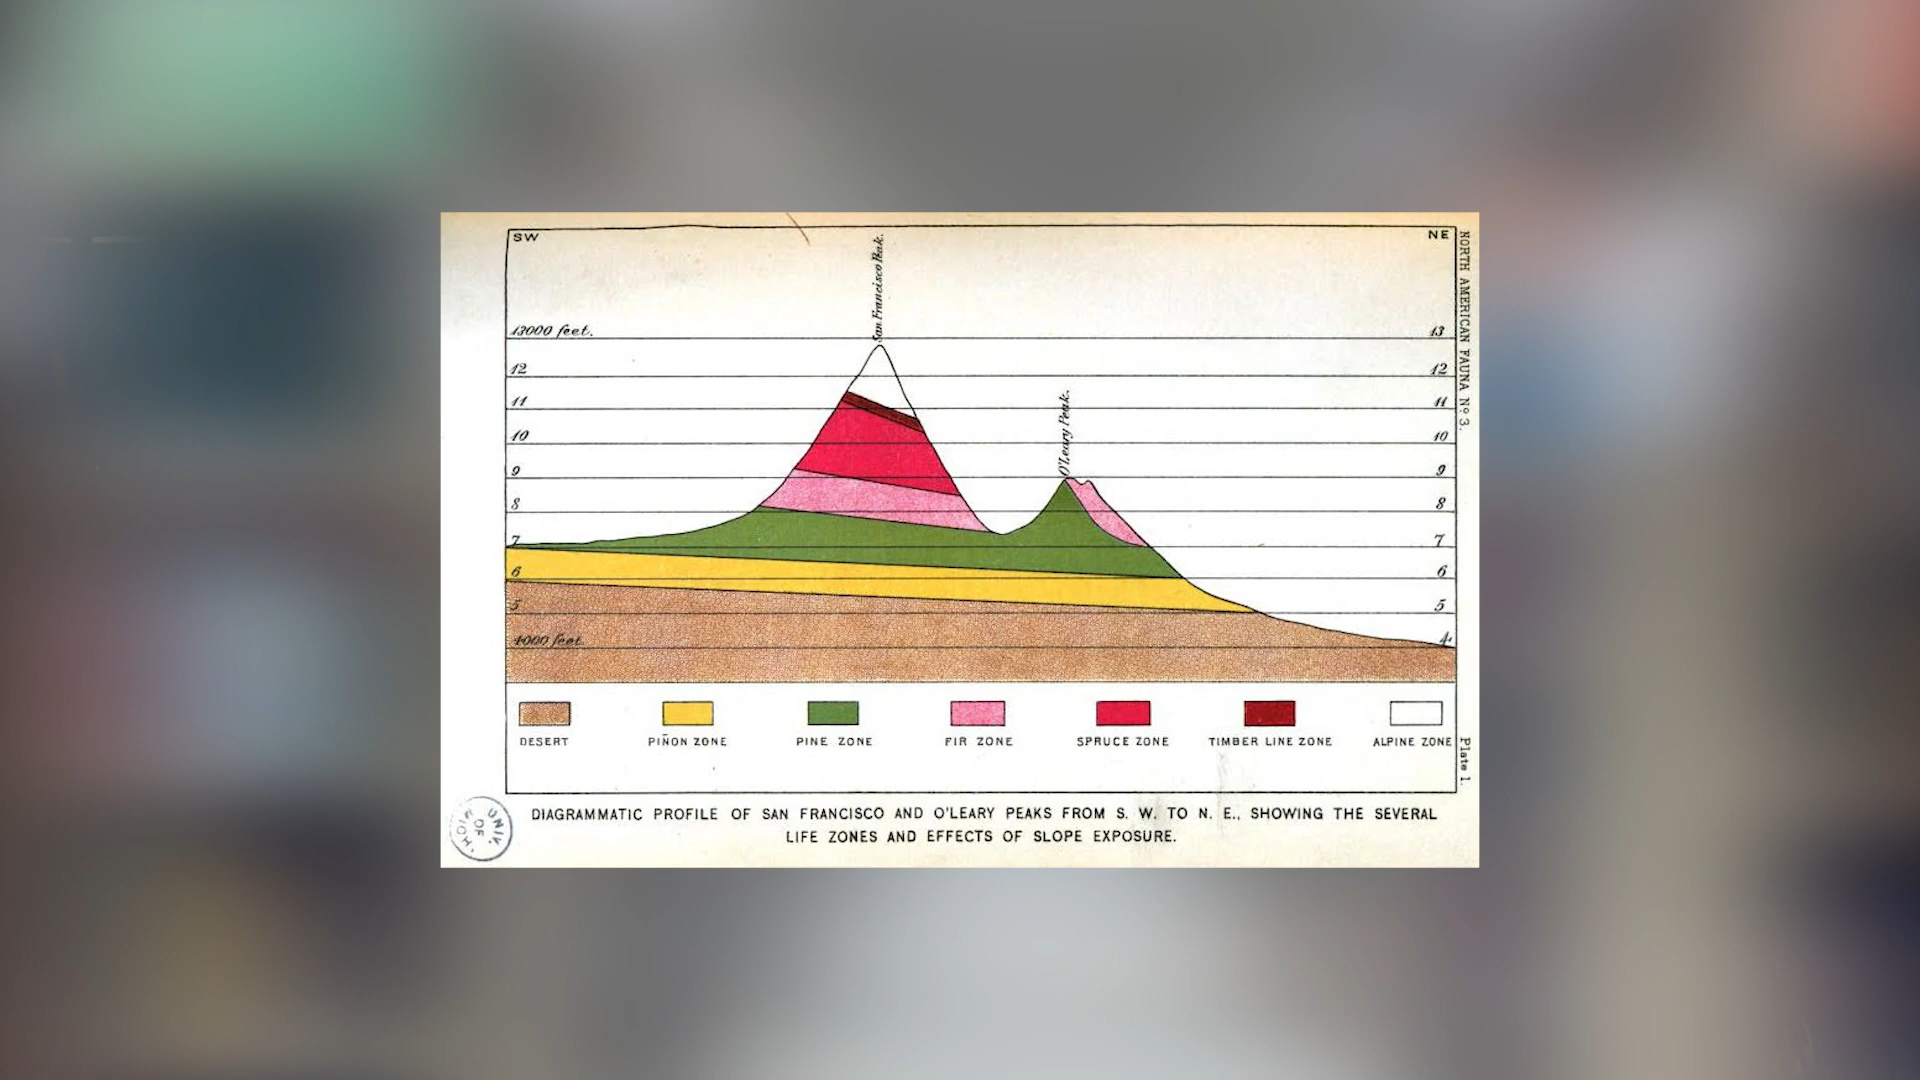 SW
NE
San Francisco Peak.
O'Leary Peak.
13000 feet.
13
12
12
11
11
10
10
9
9
8
8
7
7
6
6
5
5
4000 feet.
4
NORTH AMERICAN FAUNA Nº 3.
Plate 1.
DESERT
PIÑON ZONE
PINE ZONE
FIR ZONE
SPRUCE ZONE
TIMBER LINE ZONE
ALPINE ZONE
DIAGRAMMATIC PROFILE OF SAN FRANCISCO AND O'LEARY PEAKS FROM S. W. TO N. E., SHOWING THE SEVERAL
LIFE ZONES AND EFFECTS OF SLOPE EXPOSURE.
UNIV.
OF
MICH.